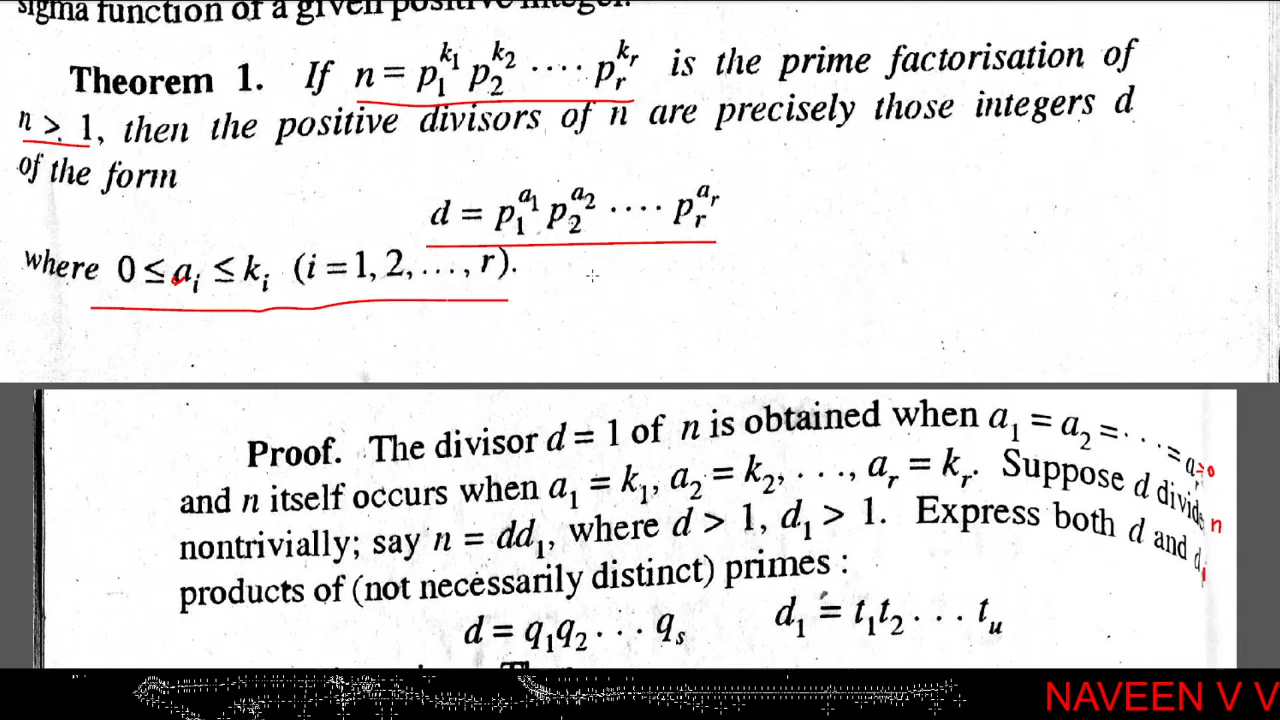 sigma function of a given positive integer.
Theorem 1. If n = p₁^k₁ p₂^k₂ .... pᵣ^kᵣ is the prime factorisation of
n > 1, then the positive divisors of n are precisely those integers d
of the form
d = p₁^a₁ p₂^a₂ .... pᵣ^aᵣ
where 0 ≤ aᵢ ≤ kᵢ (i = 1, 2, ..., r).
Proof. The divisor d = 1 of n is obtained when a₁ = a₂ = · · · = aᵣ = 0
and n itself occurs when a₁ = k₁, a₂ = k₂, . . ., aᵣ = kᵣ. Suppose d divides n
nontrivially; say n = dd₁, where d > 1, d₁ > 1. Express both d and d₁
products of (not necessarily distinct) primes :
d = q₁q₂ · · · qₛ d₁ = t₁t₂ . . . tᵤ
NAVEEN V V